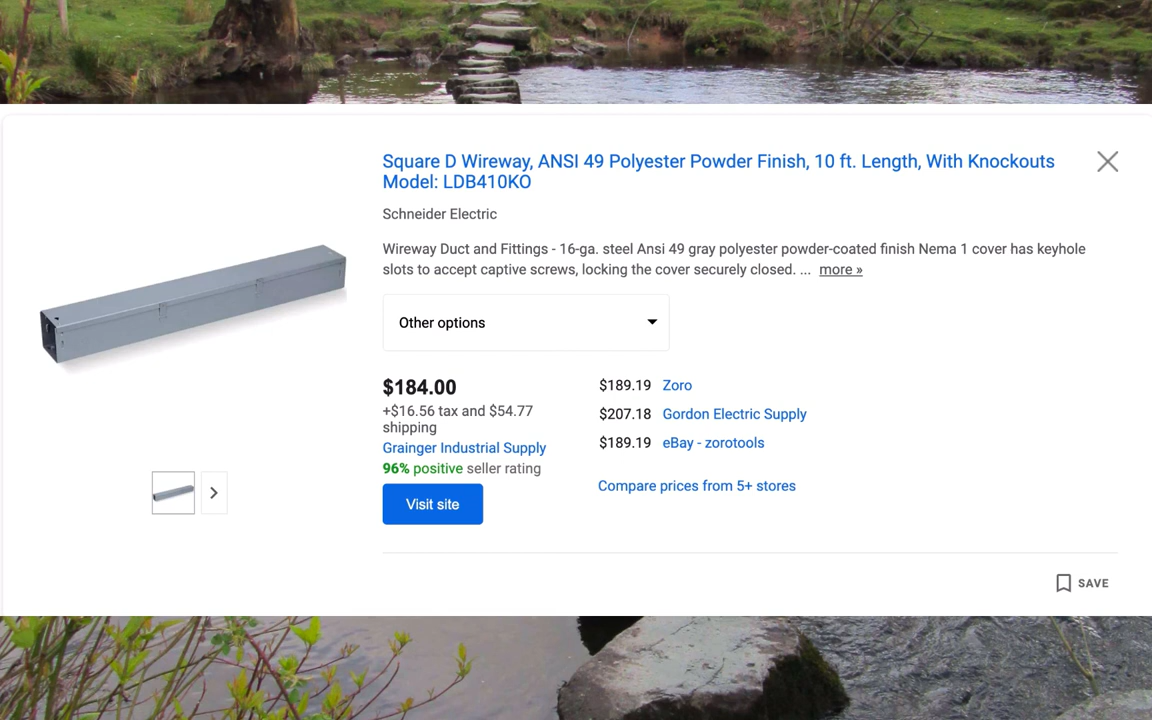 Square D Wireway, ANSI 49 Polyester Powder Finish, 10 ft. Length, With Knockouts
Model: LDB410KO
Schneider Electric
Wireway Duct and Fittings - 16-ga. steel Ansi 49 gray polyester powder-coated finish Nema 1 cover has keyhole
slots to accept captive screws, locking the cover securely closed. ... more »
Other options
$184.00
+$16.56 tax and $54.77
shipping
Grainger Industrial Supply
96% positive seller rating
Visit site
$189.19 Zoro
$207.18 Gordon Electric Supply
$189.19 eBay - zorotools
Compare prices from 5+ stores
SAVE